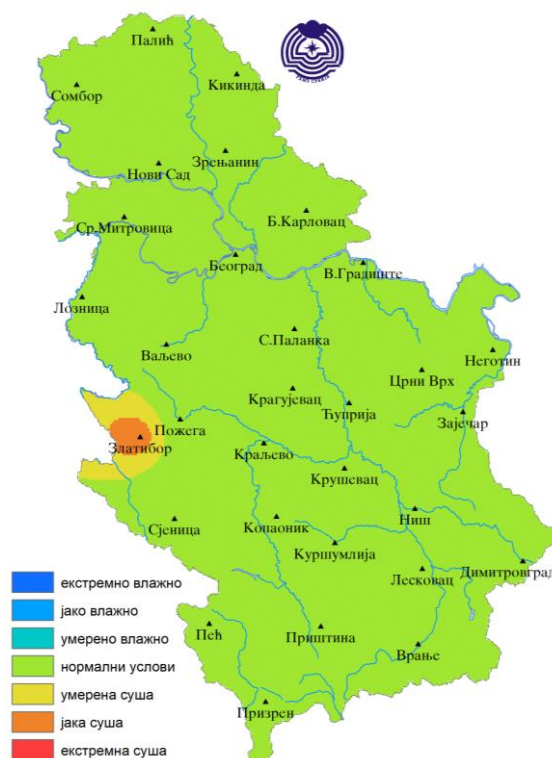 Палић
Кикинда
Сомбор
Зрењанин
Нови Сад
Б.Карловац
Ср.Митровица
Београд
В.Градиште
Лозница
С.Паланка
Ваљево
Неготин
Црни Врх
Крагујевац
Ћуприја
Зајечар
Пожега
Златибор
Краљево
Крушевац
Ниш
Сјеница
Копаоник
Куршумлија
Лесковац
Димитровград
Пећ
Приштина
Врање
Призрен
екстремно влажно
јако влажно
умерено влажно
нормални услови
умерена суша
јака суша
екстремна суша